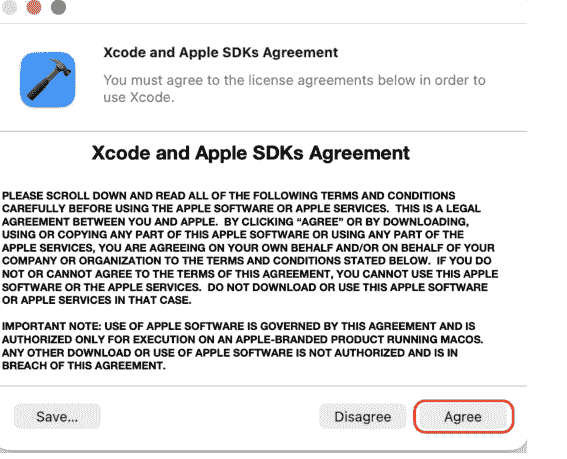 Xcode and Apple SDKs Agreement
You must agree to the license agreements below in order to
use Xcode.
Xcode and Apple SDKs Agreement
PLEASE SCROLL DOWN AND READ ALL OF THE FOLLOWING TERMS AND CONDITIONS
CAREFULLY BEFORE USING THE APPLE SOFTWARE OR APPLE SERVICES.  THIS IS A LEGAL
AGREEMENT BETWEEN YOU AND APPLE.  BY CLICKING “AGREE” OR BY DOWNLOADING,
USING OR COPYING ANY PART OF THIS APPLE SOFTWARE OR USING ANY PART OF THE
APPLE SERVICES, YOU ARE AGREEING ON YOUR OWN BEHALF AND/OR ON BEHALF OF YOUR
COMPANY OR ORGANIZATION TO THE TERMS AND CONDITIONS STATED BELOW.  IF YOU DO
NOT OR CANNOT AGREE TO THE TERMS OF THIS AGREEMENT, YOU CANNOT USE THIS APPLE
SOFTWARE OR THE APPLE SERVICES.  DO NOT DOWNLOAD OR USE THIS APPLE SOFTWARE
OR APPLE SERVICES IN THAT CASE.
IMPORTANT NOTE: USE OF APPLE SOFTWARE IS GOVERNED BY THIS AGREEMENT AND IS
AUTHORIZED ONLY FOR EXECUTION ON AN APPLE-BRANDED PRODUCT RUNNING MACOS.
ANY OTHER DOWNLOAD OR USE OF APPLE SOFTWARE IS NOT AUTHORIZED AND IS IN
BREACH OF THIS AGREEMENT.
Save... Disagree Agree